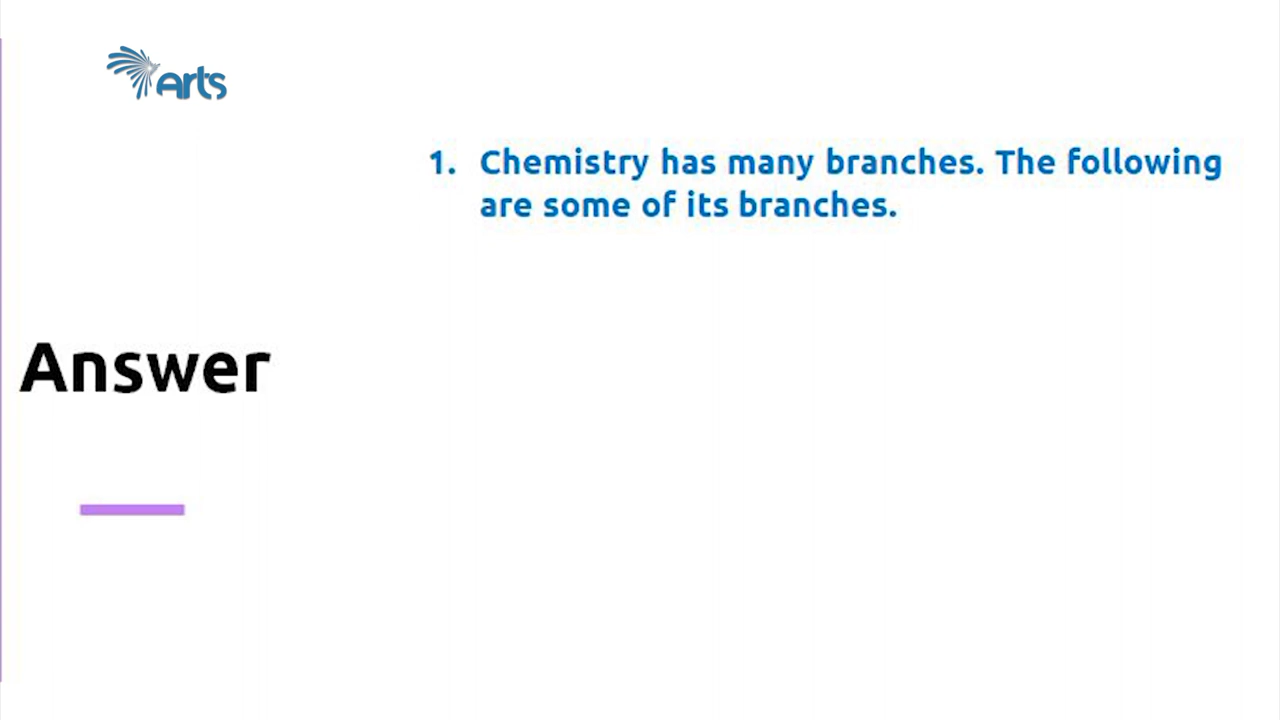 arts
1. Chemistry has many branches. The following
are some of its branches.
Answer